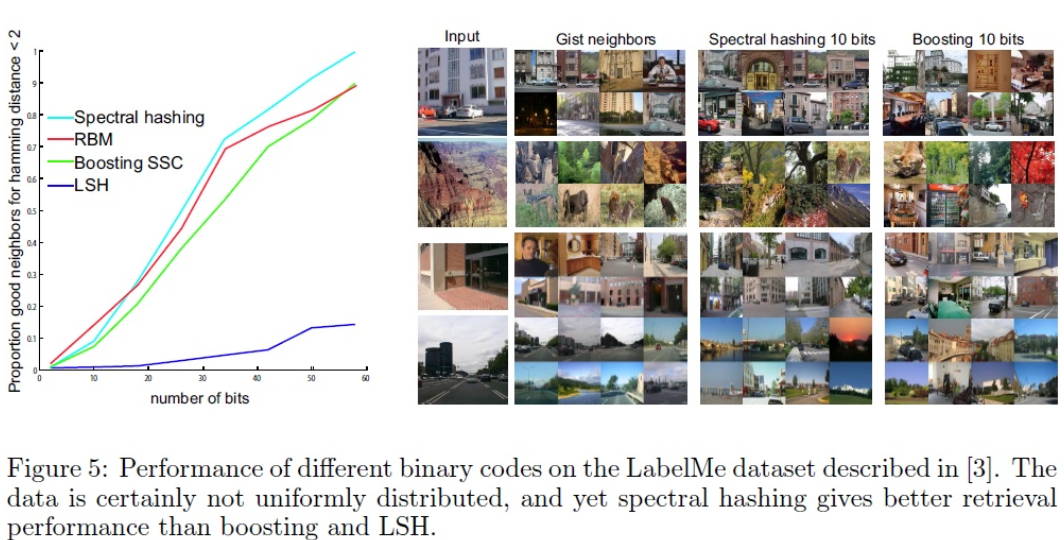 Proportion good neighbors for hamming distance < 2
1
0.9
0.8
0.7
0.6
0.5
0.4
0.3
0.2
0.1
0
Spectral hashing
RBM
Boosting SSC
LSH
0 10 20 30 40 50 60
number of bits
Input Gist neighbors Spectral hashing 10 bits Boosting 10 bits
Figure 5: Performance of different binary codes on the LabelMe dataset described in [3]. The
data is certainly not uniformly distributed, and yet spectral hashing gives better retrieval
performance than boosting and LSH.